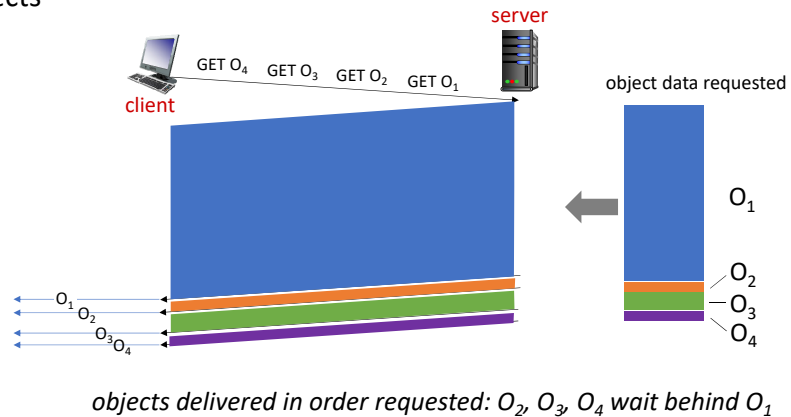 server
GET O₄ GET O₃ GET O₂ GET O₁
client
object data requested
O₁
O₂
O₃
O₄
O₁
O₂
O₃
O₄
objects delivered in order requested: O₂, O₃, O₄ wait behind O₁